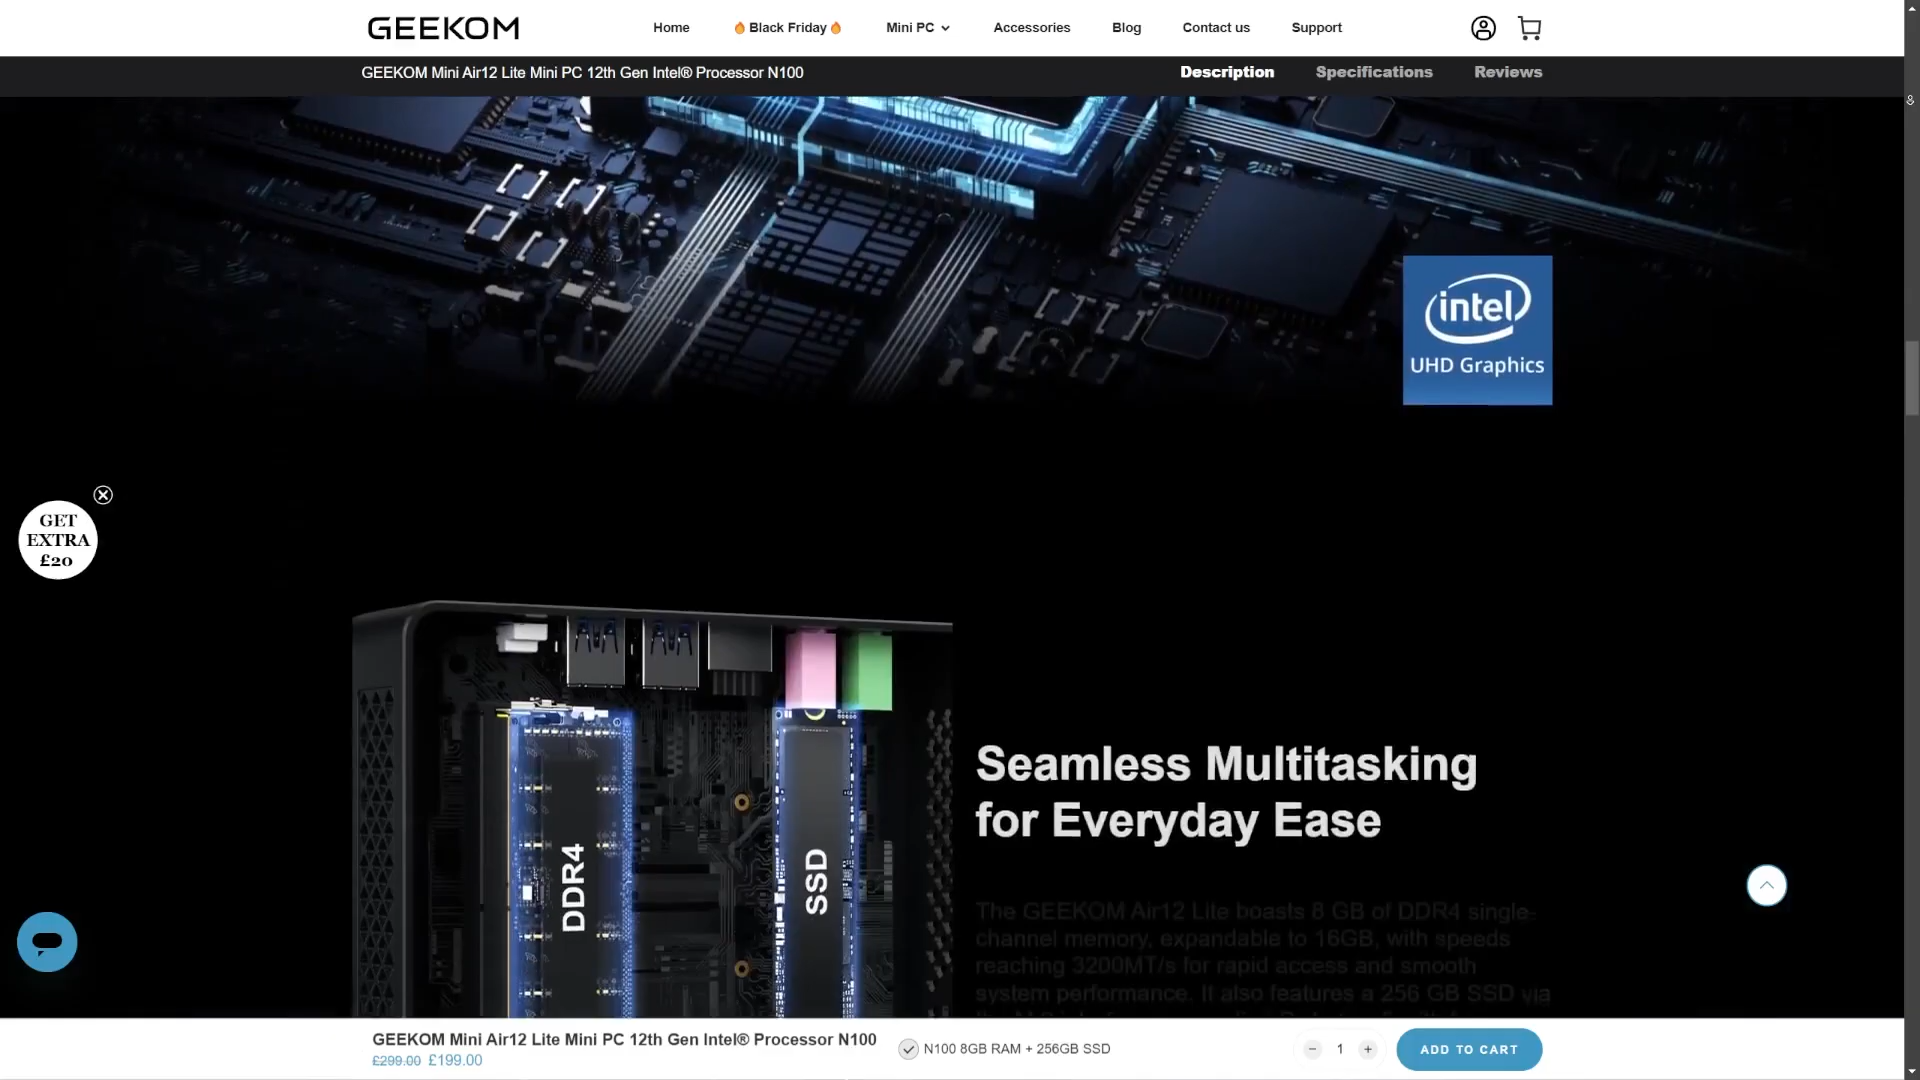 GEEKOM
Home
Black Friday
Mini PC
Accessories
Blog
Contact us
Support
GEEKOM Mini Air12 Lite Mini PC 12th Gen Intel® Processor N100
Description
Specifications
Reviews
intel
UHD Graphics
GET
EXTRA
£20
DDR4
SSD
Seamless Multitasking
for Everyday Ease
The GEEKOM Air12 Lite boasts 8 GB of DDR4 single-
channel memory, expandable to 16GB, with speeds
reaching 3200MT/s for rapid access and smooth
system performance. It also features a 256 GB SSD via
GEEKOM Mini Air12 Lite Mini PC 12th Gen Intel® Processor N100
£299.00 £199.00
N100 8GB RAM + 256GB SSD
− 1 +
ADD TO CART